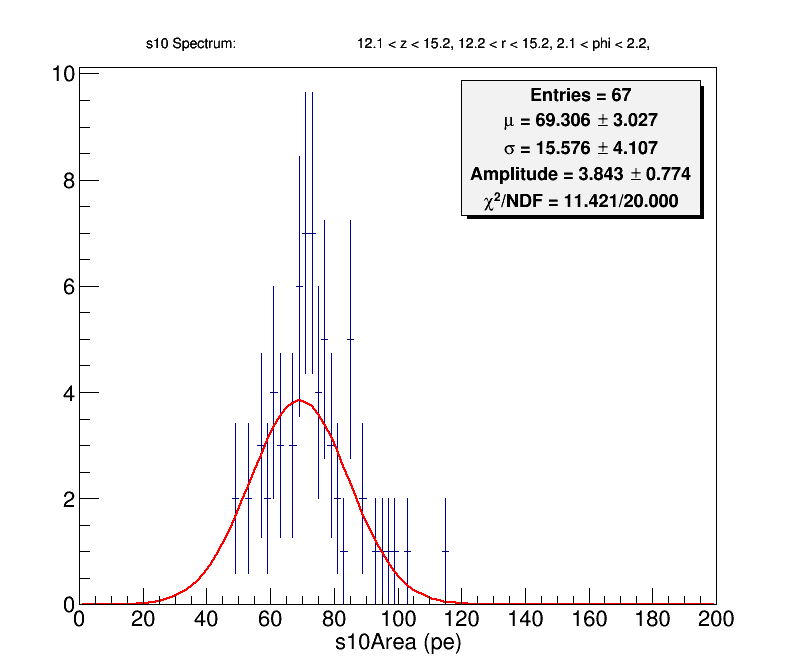 s10 Spectrum: 12.1 < z < 15.2, 12.2 < r < 15.2, 2.1 < phi < 2.2,
Entries = 67
μ = 69.306 ± 3.027
σ = 15.576 ± 4.107
Amplitude = 3.843 ± 0.774
χ²/NDF = 11.421/20.000
10
8
6
4
2
0
0 20 40 60 80 100 120 140 160 180 200
s10Area (pe)